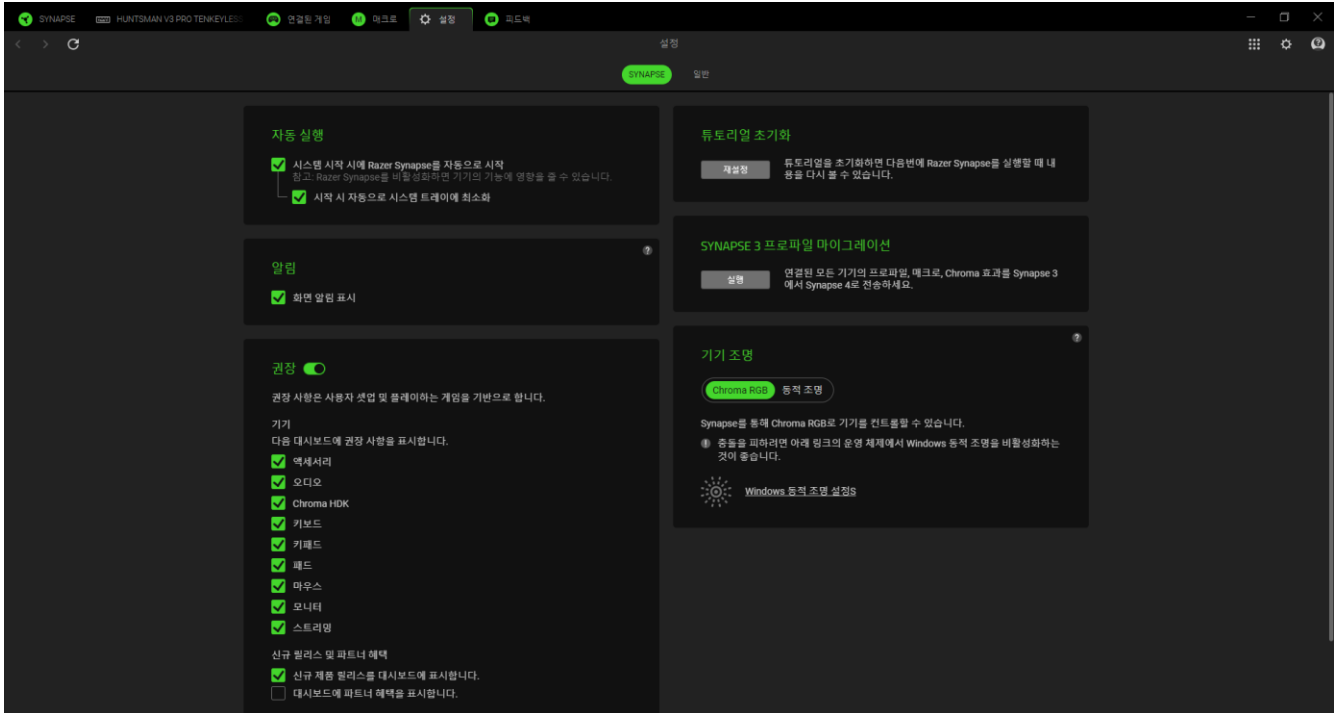 SYNAPSE
HUNTSMAN V3 PRO TENKEYLESS
연결된 게임
매크로
설정
피드백
설정
SYNAPSE
일반
자동 실행
시스템 시작 시에 Razer Synapse를 자동으로 시작
참고: Razer Synapse를 비활성화하면 기기의 기능에 영향을 줄 수 있습니다.
시작 시 자동으로 시스템 트레이에 최소화
알림
화면 알림 표시
권장
권장 사항은 사용자 셋업 및 플레이하는 게임을 기반으로 합니다.
기기
다음 대시보드에 권장 사항을 표시합니다.
액세서리
오디오
Chroma HDK
키보드
키패드
패드
마우스
모니터
스트리밍
신규 릴리스 및 파트너 혜택
신규 제품 릴리스를 대시보드에 표시합니다.
대시보드에 파트너 혜택을 표시합니다.
튜토리얼 초기화
재설정
튜토리얼을 초기화하면 다음번에 Razer Synapse를 실행할 때 내
용을 다시 볼 수 있습니다.
SYNAPSE 3 프로파일 마이그레이션
실행
연결된 모든 기기의 프로파일, 매크로, Chroma 효과를 Synapse 3
에서 Synapse 4로 전송하세요.
기기 조명
Chroma RGB
동적 조명
Synapse를 통해 Chroma RGB로 기기를 컨트롤할 수 있습니다.
충돌을 피하려면 아래 링크의 운영 체제에서 Windows 동적 조명을 비활성화하는
것이 좋습니다.
Windows 동적 조명 설정S